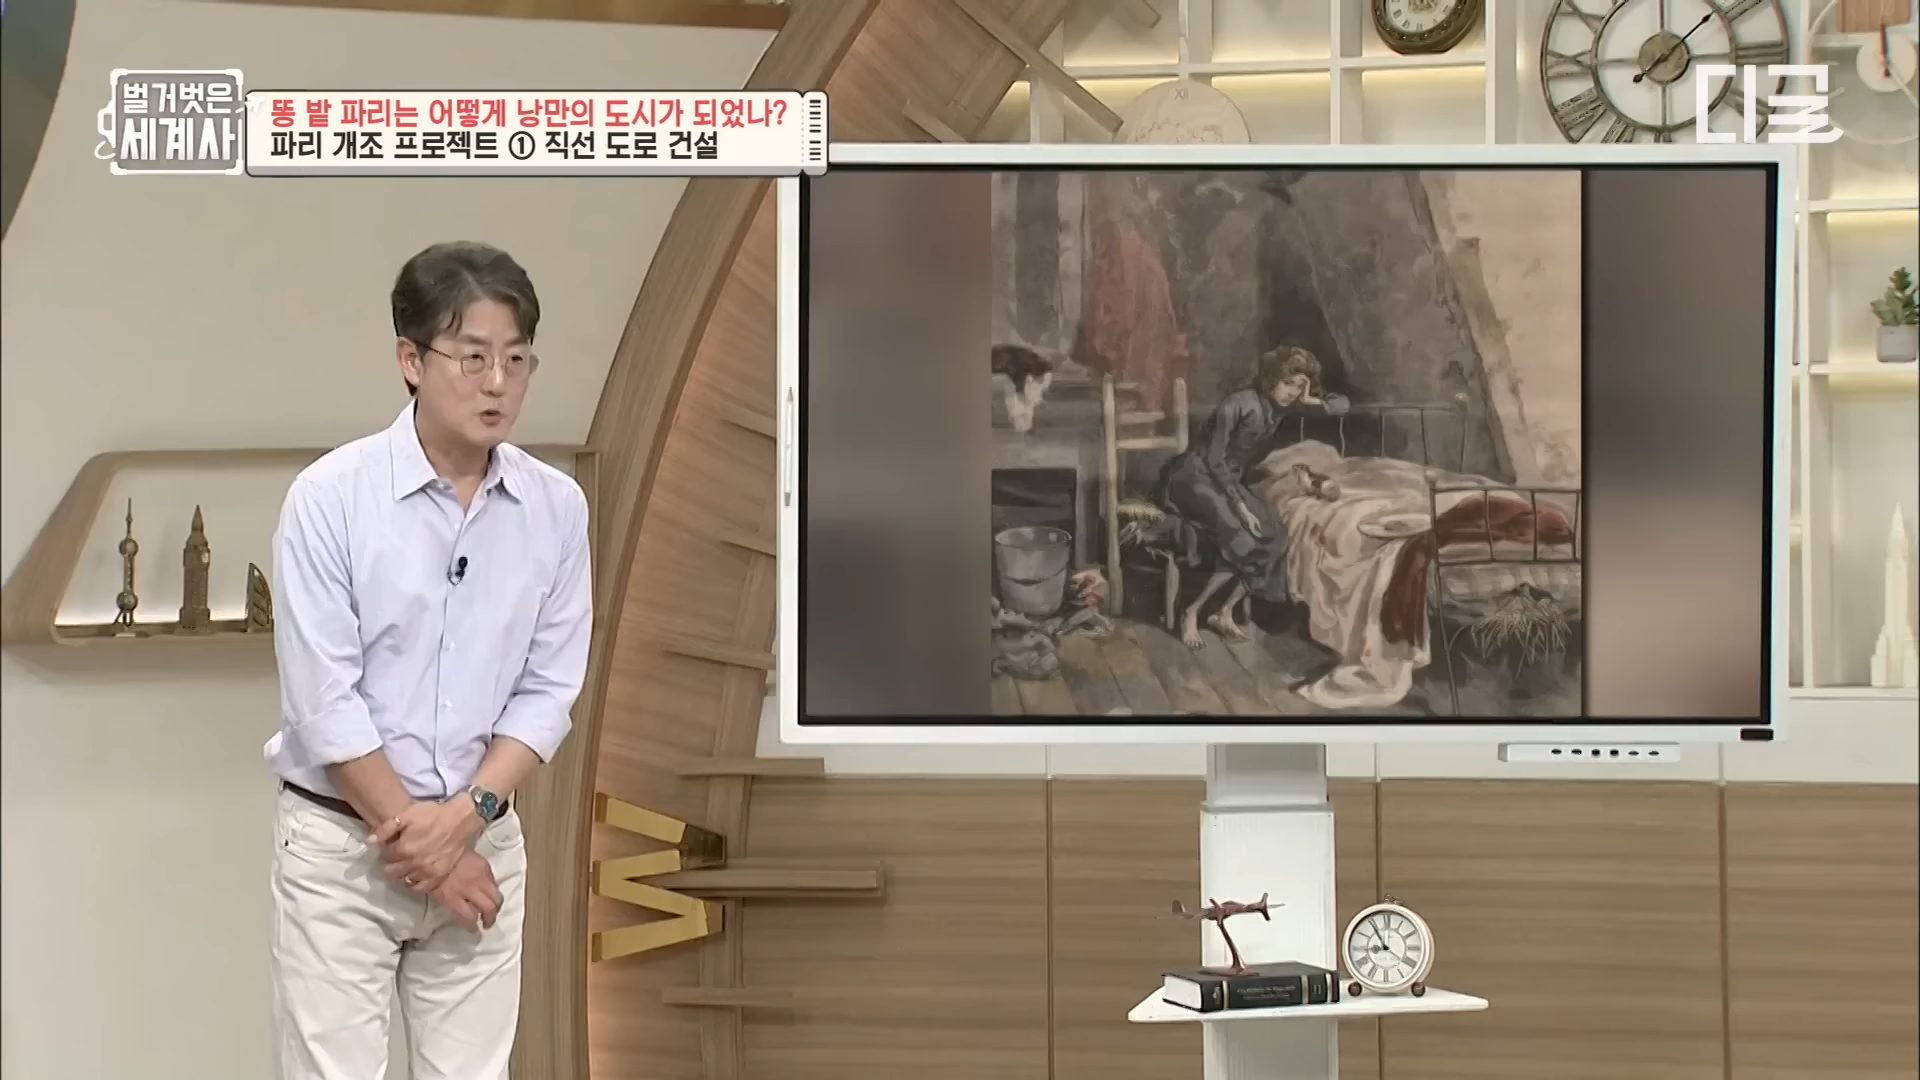 벌거벗은
세계사
똥 밭 파리는 어떻게 낭만의 도시가 되었나?
파리 개조 프로젝트 ① 직선 도로 건설
디글
XII